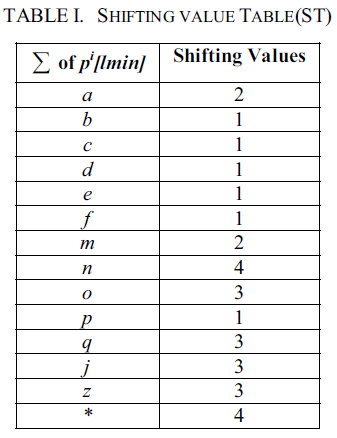 TABLE I. SHIFTING VALUE TABLE(ST)
∑ of pⁱ[lmin] Shifting Values
a 2
b 1
c 1
d 1
e 1
f 1
m 2
n 4
o 3
p 1
q 3
j 3
z 3
* 4